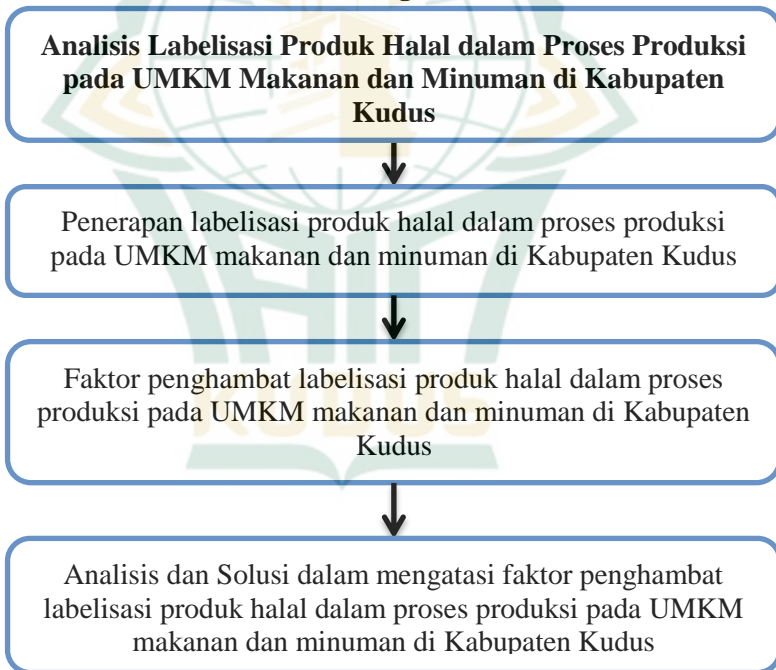 Analisis Labelisasi Produk Halal dalam Proses Produksi
pada UMKM Makanan dan Minuman di Kabupaten
Kudus
Penerapan labelisasi produk halal dalam proses produksi
pada UMKM makanan dan minuman di Kabupaten Kudus
Faktor penghambat labelisasi produk halal dalam proses
produksi pada UMKM makanan dan minuman di Kabupaten
Kudus
KUDUS
Analisis dan Solusi dalam mengatasi faktor penghambat
labelisasi produk halal dalam proses produksi pada UMKM
makanan dan minuman di Kabupaten Kudus